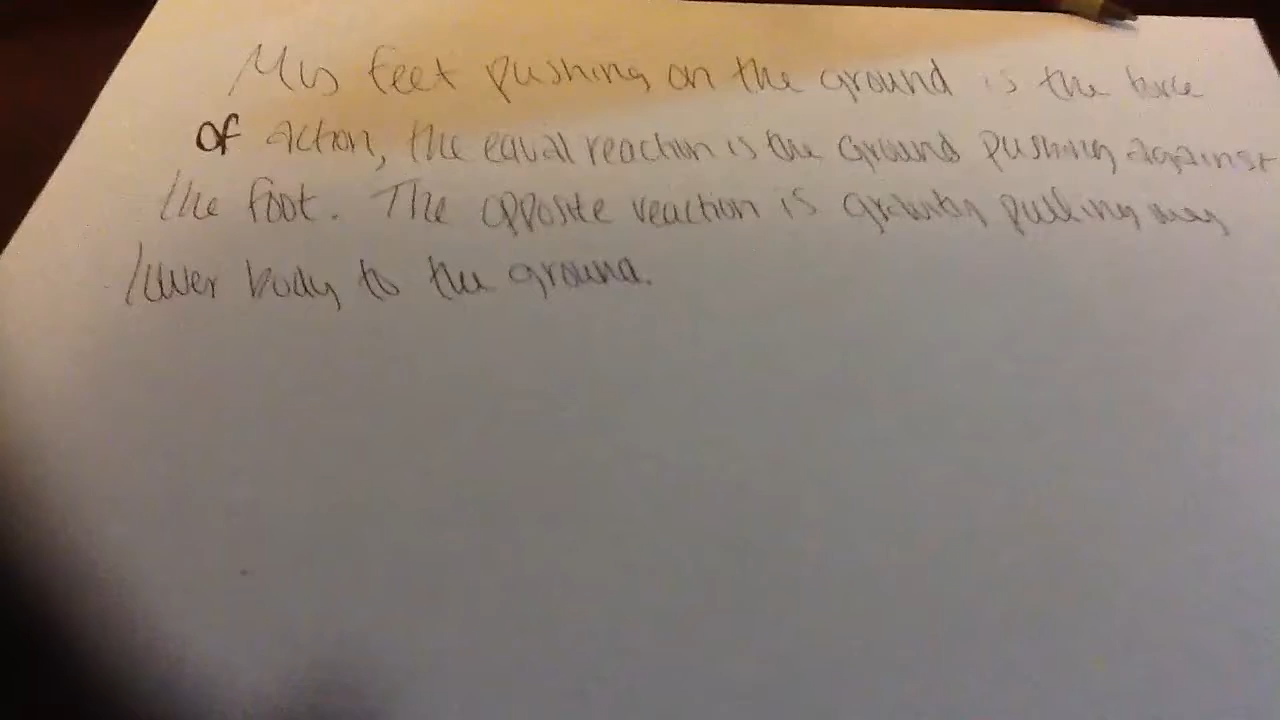 My feet pushing on the ground is the force
of action, the equal reaction is the ground pushing against
the foot. The opposite reaction is gravity pulling my
lower body to the ground.